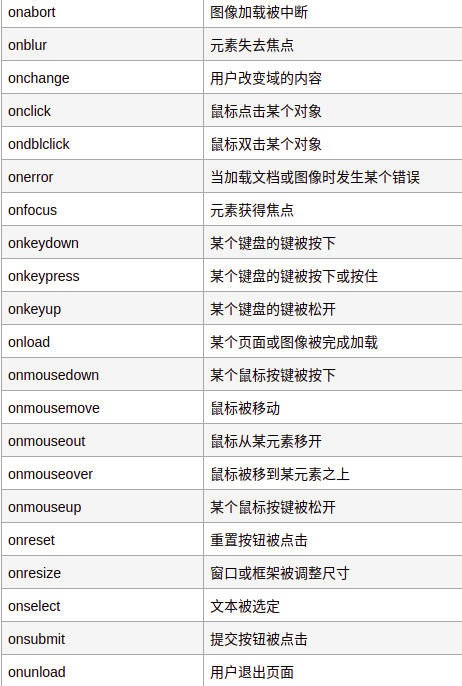 onabort 图像加载被中断
onblur 元素失去焦点
onchange 用户改变域的内容
onclick 鼠标点击某个对象
ondblclick 鼠标双击某个对象
onerror 当加载文档或图像时发生某个错误
onfocus 元素获得焦点
onkeydown 某个键盘的键被按下
onkeypress 某个键盘的键被按下或按住
onkeyup 某个键盘的键被松开
onload 某个页面或图像被完成加载
onmousedown 某个鼠标按键被按下
onmousemove 鼠标被移动
onmouseout 鼠标从某元素移开
onmouseover 鼠标被移到某元素之上
onmouseup 某个鼠标按键被松开
onreset 重置按钮被点击
onresize 窗口或框架被调整尺寸
onselect 文本被选定
onsubmit 提交按钮被点击
onunload 用户退出页面